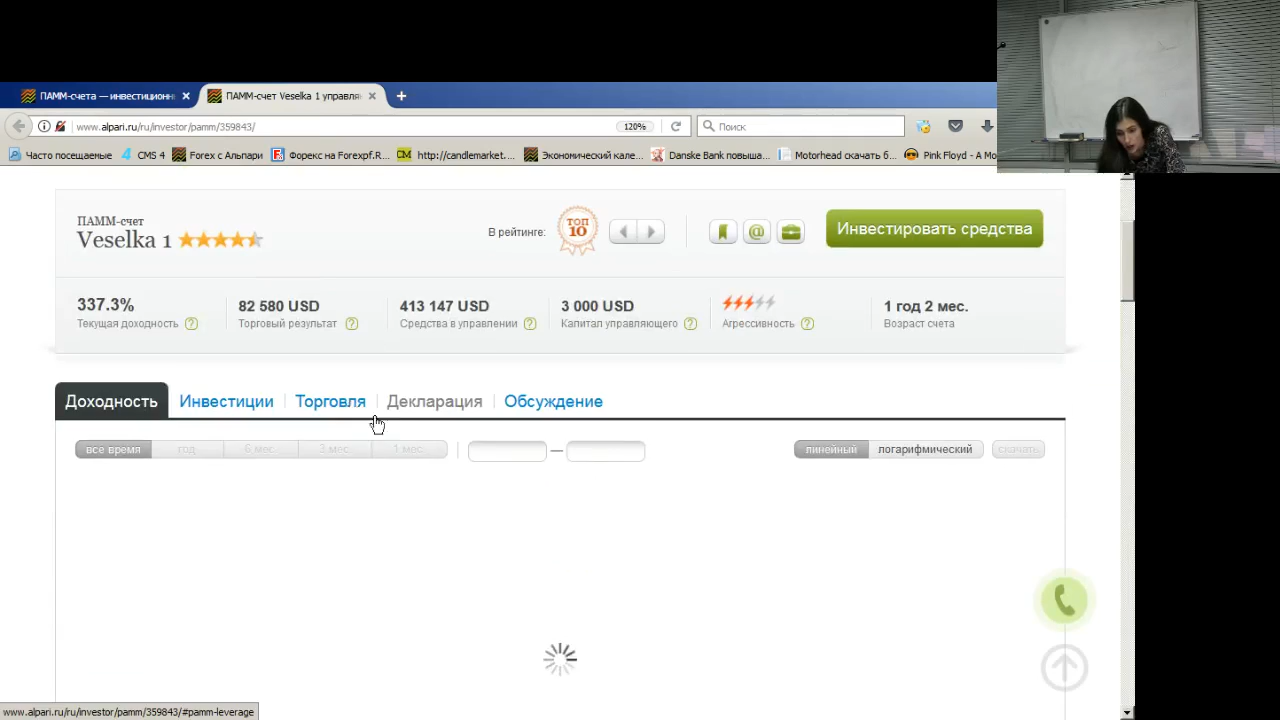 ПАММ-счета — инвестиционн
ПАММ-счет Veselka 1 управля
www.alpari.ru/ru/investor/pamm/359843/
120%
Поиск
Часто посещаемые
CMS 4
Forex с Альпари
Форекс на Forexpf.R...
http://candlemarket....
Экономический кале...
Danske Bank повыша...
Motorhead скачать б...
Pink Floyd - A Mo
ПАММ-счет
Veselka 1
В рейтинге:
ТОП
10
Инвестировать средства
337.3%
Текущая доходность ?
82 580 USD
Торговый результат ?
413 147 USD
Средства в управлении ?
3 000 USD
Капитал управляющего ?
Агрессивность ?
1 год 2 мес.
Возраст счета
Доходность
Инвестиции
Торговля
Декларация
Обсуждение
все время
год
6 мес.
3 мес.
1 мес.
—
линейный
логарифмический
скачать
www.alpari.ru/ru/investor/pamm/359843/#pamm-leverage